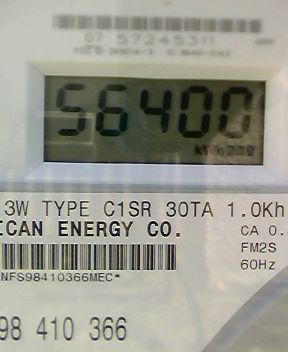 07 57245311
56400
3W TYPE C1SR 30TA 1.0Kh
ICAN ENERGY CO.
CA 0.
FM2S
60Hz
NFS98410366MEC*
98 410 366